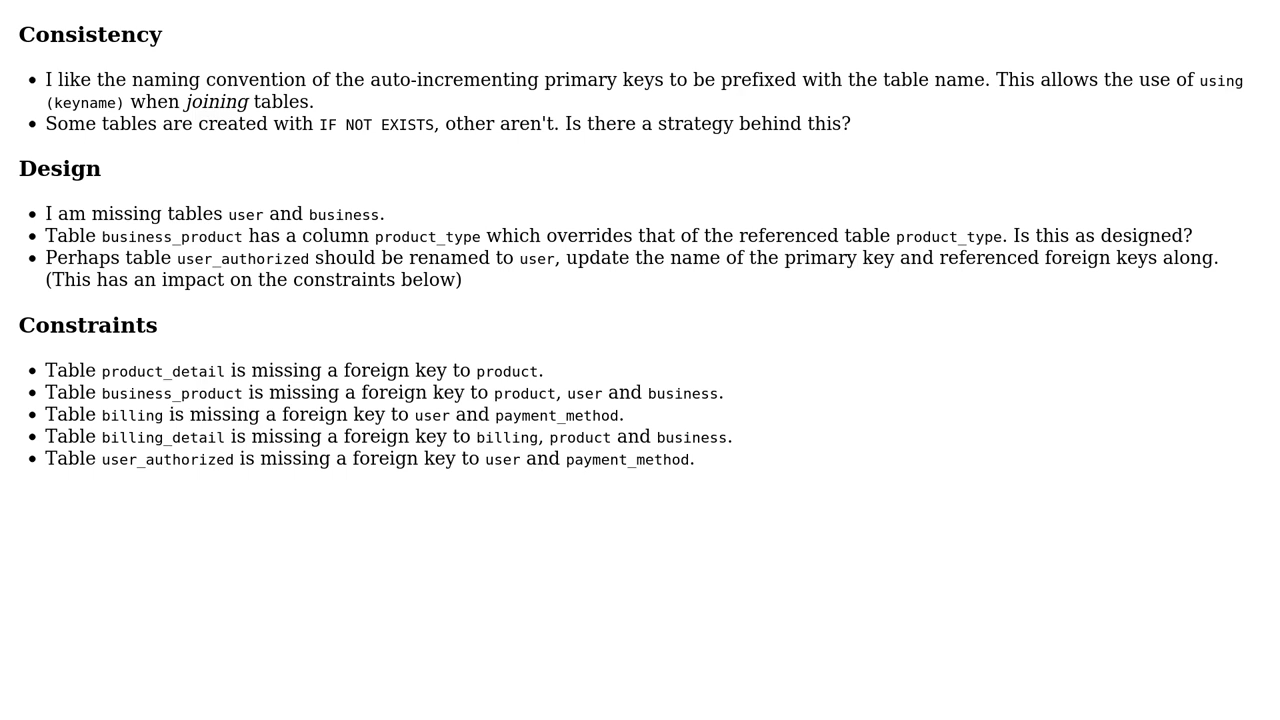 Consistency
I like the naming convention of the auto-incrementing primary keys to be prefixed with the table name. This allows the use of using
(keyname) when joining tables.
Some tables are created with IF NOT EXISTS, other aren't. Is there a strategy behind this?
Design
I am missing tables user and business.
Table business_product has a column product_type which overrides that of the referenced table product_type. Is this as designed?
Perhaps table user_authorized should be renamed to user, update the name of the primary key and referenced foreign keys along.
(This has an impact on the constraints below)
Constraints
Table product_detail is missing a foreign key to product.
Table business_product is missing a foreign key to product, user and business.
Table billing is missing a foreign key to user and payment_method.
Table billing_detail is missing a foreign key to billing, product and business.
Table user_authorized is missing a foreign key to user and payment_method.